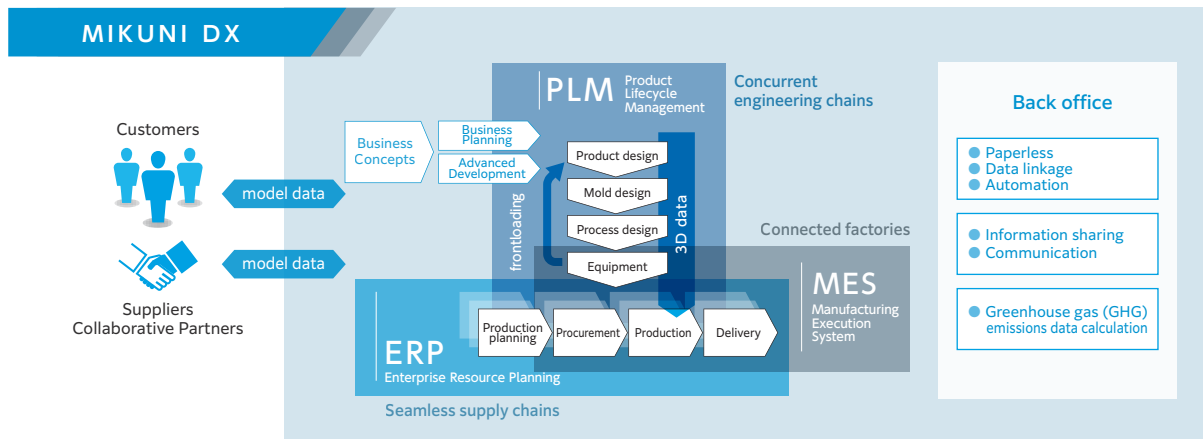 MIKUNI DX
Customers
model data
model data
Suppliers
Collaborative Partners
Business
Concepts
Business
Planning
Advanced
Development
PLM
Product
Lifecycle
Management
Concurrent
engineering chains
Product design
Mold design
Process design
Equipment
frontloading
3D data
Connected factories
MES
Manufacturing
Execution
System
Production
planning
Procurement
Production
Delivery
ERP
Enterprise Resource Planning
Seamless supply chains
Back office
Paperless
Data linkage
Automation
Information sharing
Communication
Greenhouse gas (GHG)
emissions data calculation